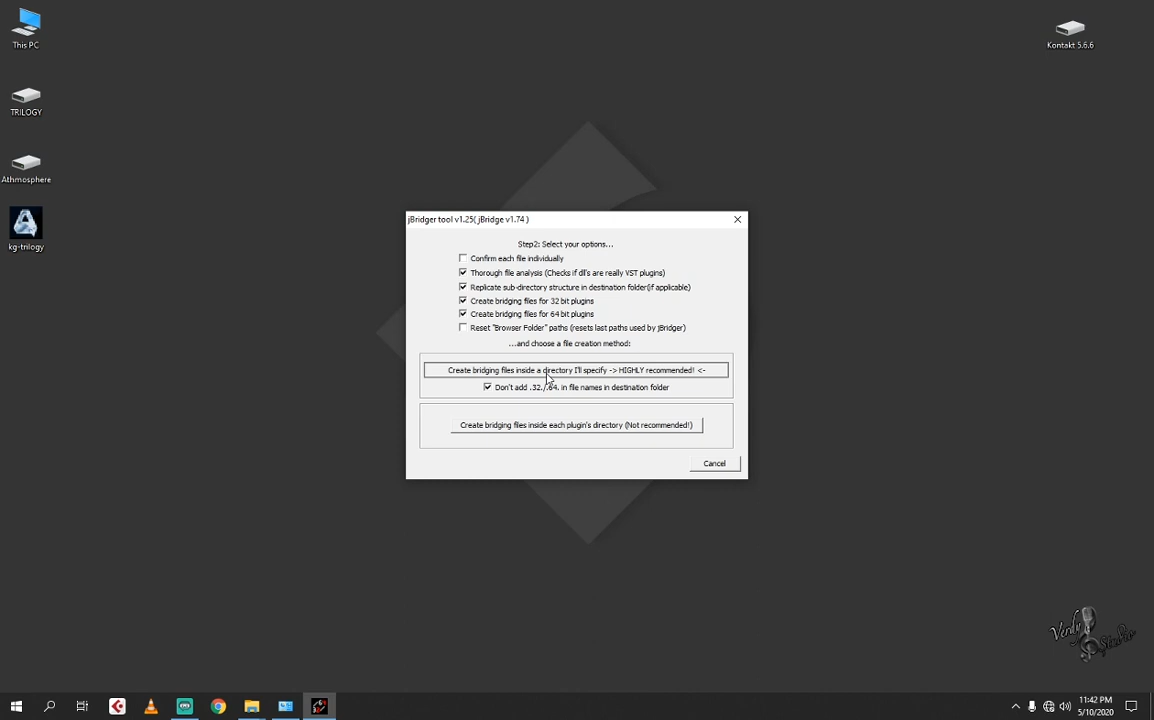 This PC
Kontakt 5.6.6
TRILOGY
Athmosphere
kg-trilogy
jBridger tool v1.25( jBridge v1.74 )
Step2: Select your options...
Confirm each file individually
Thorough file analysis (Checks if dll's are really VST plugins)
Replicate sub-directory structure in destination folder(if applicable)
Create bridging files for 32 bit plugins
Create bridging files for 64 bit plugins
Reset "Browser Folder" paths (resets last paths used by jBridger)
...and choose a file creation method:
Create bridging files inside a directory I'll specify -> HIGHLY recommended! <-
Don't add .32./.64. in file names in destination folder
Create bridging files inside each plugin's directory (Not recommended!)
Cancel
Vendy
Studio
11:42 PM
5/10/2020